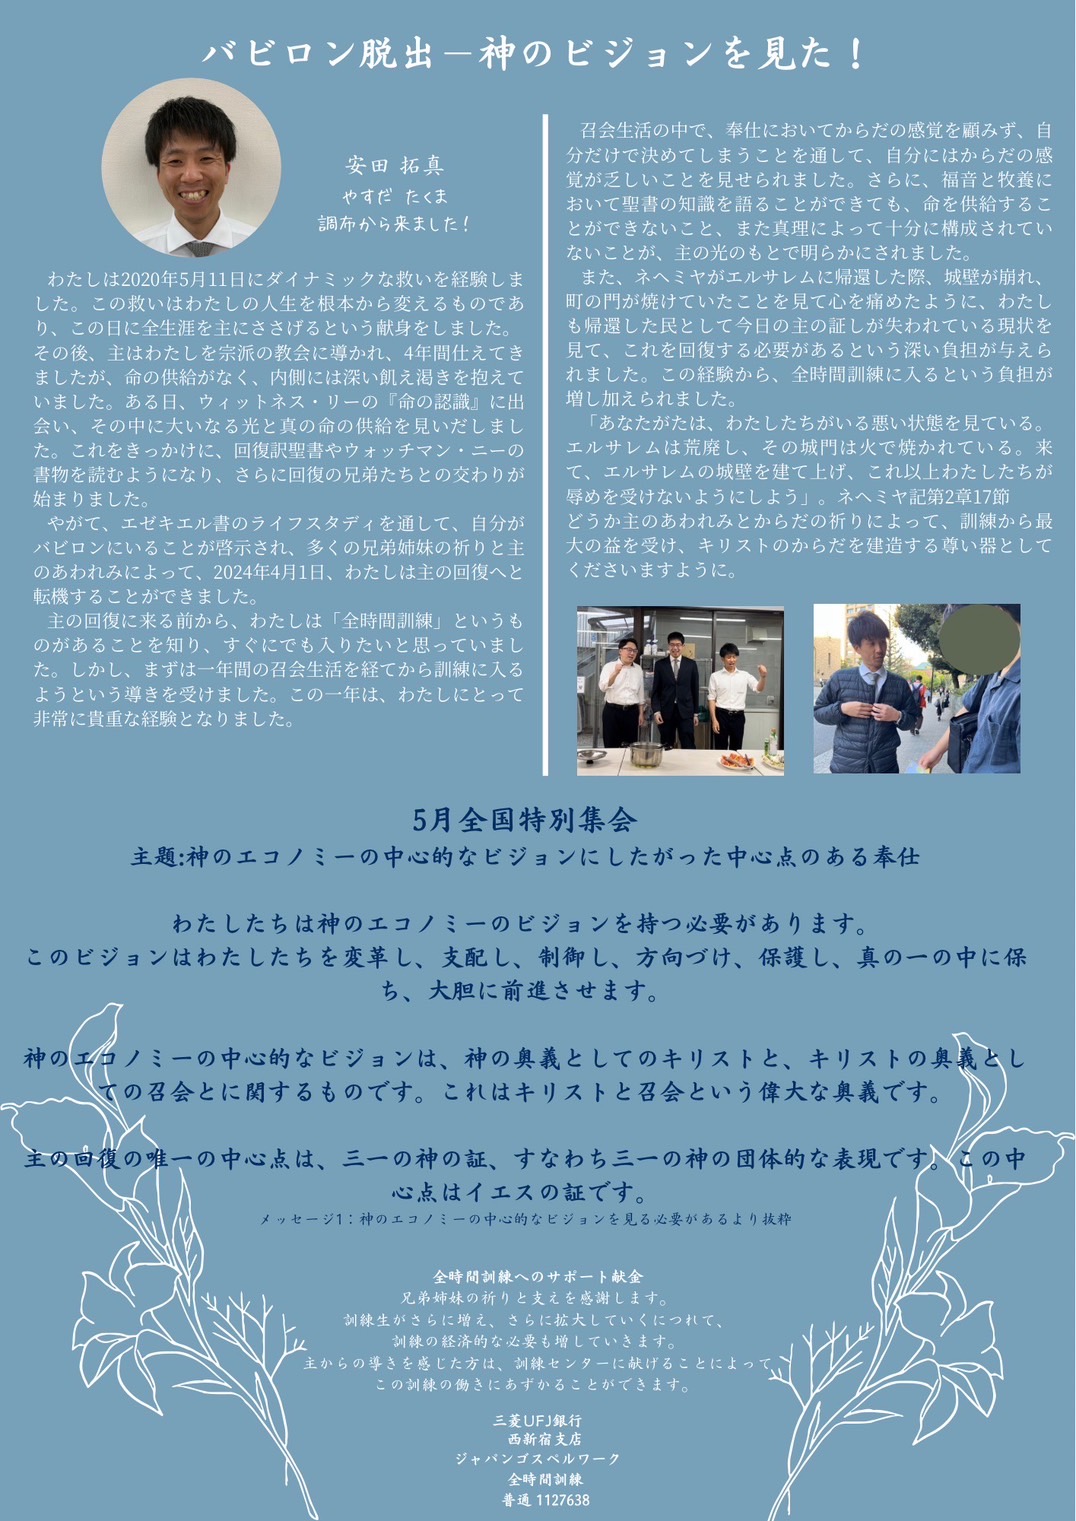 バビロン脱出－神のビジョンを見た！
安田 拓真
やすだ たくま
調布から来ました！
わたしは2020年5月11日にダイナミックな救いを経験しま
した。この救いはわたしの人生を根本から変えるものであ
り、この日に全生涯を主にささげるという献身をしました。
その後、主はわたしを宗派の教会に導かれ、4年間仕えてき
ましたが、命の供給がなく、内側には深い飢え渇きを抱えて
いました。ある日、ウィットネス・リーの『命の認識』に出
会い、その中に大いなる光と真の命の供給を見いだしまし
た。これをきっかけに、回復訳聖書やウォッチマン・ニーの
書物を読むようになり、さらに回復の兄弟たちとの交わりが
始まりました。
やがて、エゼキエル書のライフスタディを通して、自分が
バビロンにいることが啓示され、多くの兄弟姉妹の祈りと主
のあわれみによって、2024年4月1日、わたしは主の回復へと
転機することができました。
主の回復に来る前から、わたしは「全時間訓練」というも
のがあることを知り、すぐにでも入りたいと思っていまし
た。しかし、まずは一年間の召会生活を経てから訓練に入る
ようという導きを受けました。この一年は、わたしにとって
非常に貴重な経験となりました。
召会生活の中で、奉仕においてからだの感覚を顧みず、自
分だけで決めてしまうことを通して、自分にはからだの感
覚が乏しいことを見せられました。さらに、福音と牧養に
おいて聖書の知識を語ることができても、命を供給するこ
とができないこと、また真理によって十分に構成されてい
ないことが、主の光のもとで明らかにされました。
また、ネヘミヤがエルサレムに帰還した際、城壁が崩れ、
町の門が焼けていたことを見て心を痛めたように、わたし
も帰還した民として今日の主の証しが失われている現状を
見て、これを回復する必要があるという深い負担が与えら
れました。この経験から、全時間訓練に入るという負担が
増し加えられました。
「あなたがたは、わたしたちがいる悪い状態を見ている。
エルサレムは荒廃し、その城門は火で焼かれている。来
て、エルサレムの城壁を建て上げ、これ以上わたしたちが
辱めを受けないようにしよう」。ネヘミヤ記第2章17節
どうか主のあわれみとからだの祈りによって、訓練から最
大の益を受け、キリストのからだを建造する尊い器として
くださいますように。
5月全国特別集会
主題:神のエコノミーの中心的なビジョンにしたがった中心点のある奉仕
わたしたちは神のエコノミーのビジョンを持つ必要があります。
このビジョンはわたしたちを変革し、支配し、制御し、方向づけ、保護し、真の一の中に保
ち、大胆に前進させます。
神のエコノミーの中心的なビジョンは、神の奥義としてのキリストと、キリストの奥義とし
ての召会とに関するものです。これはキリストと召会という偉大な奥義です。
主の回復の唯一の中心点は、三一の神の証、すなわち三一の神の団体的な表現です。この中
心点はイエスの証です。
メッセージ1：神のエコノミーの中心的なビジョンを見る必要があるより抜粋
全時間訓練へのサポート献金
兄弟姉妹の祈りと支えを感謝します。
訓練生がさらに増え、さらに拡大していくにつれて、
訓練の経済的な必要も増していきます。
主からの導きを感じた方は、訓練センターに献げることによって、
この訓練の働きにあずかることができます。
三菱UFJ銀行
西新宿支店
ジャパンゴスペルワーク
全時間訓練
普通 1127638